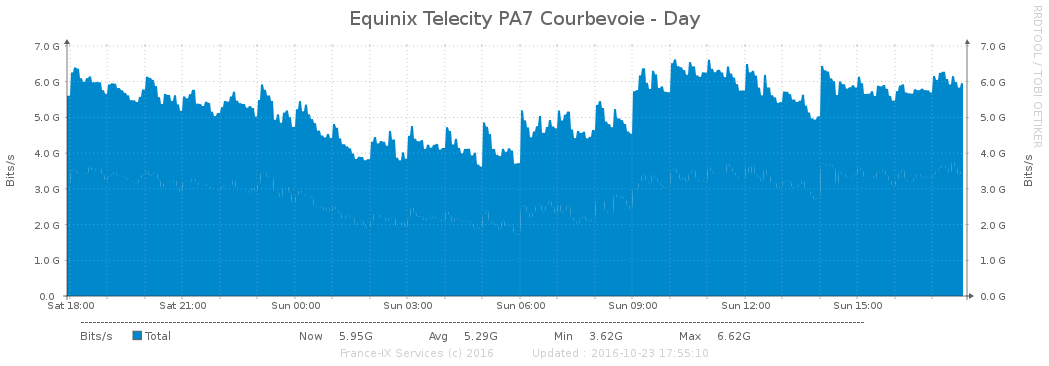 Equinix Telecity PA7 Courbevoie - Day
RRDTOOL / TOBI OETIKER
7.0 G 7.0 G
6.0 G 6.0 G
5.0 G 5.0 G
4.0 G 4.0 G
3.0 G 3.0 G
2.0 G 2.0 G
1.0 G 1.0 G
0.0 0.0 G
Bits/s
Bits/s
Sat 18:00 Sat 21:00 Sun 00:00 Sun 03:00 Sun 06:00 Sun 09:00 Sun 12:00 Sun 15:00
Bits/s Total Now 5.95G Avg 5.29G Min 3.62G Max 6.62G
France-IX Services (c) 2016 Updated : 2016-10-23 17:55:10